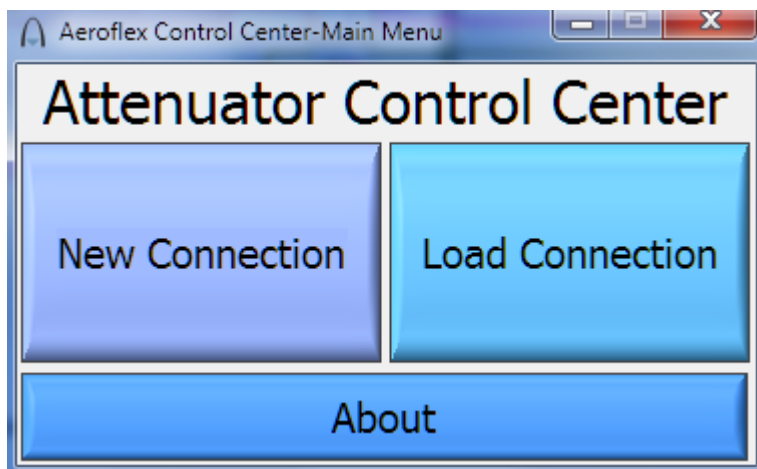 Aeroflex Control Center-Main Menu
Attenuator Control Center
New Connection
Load Connection
About